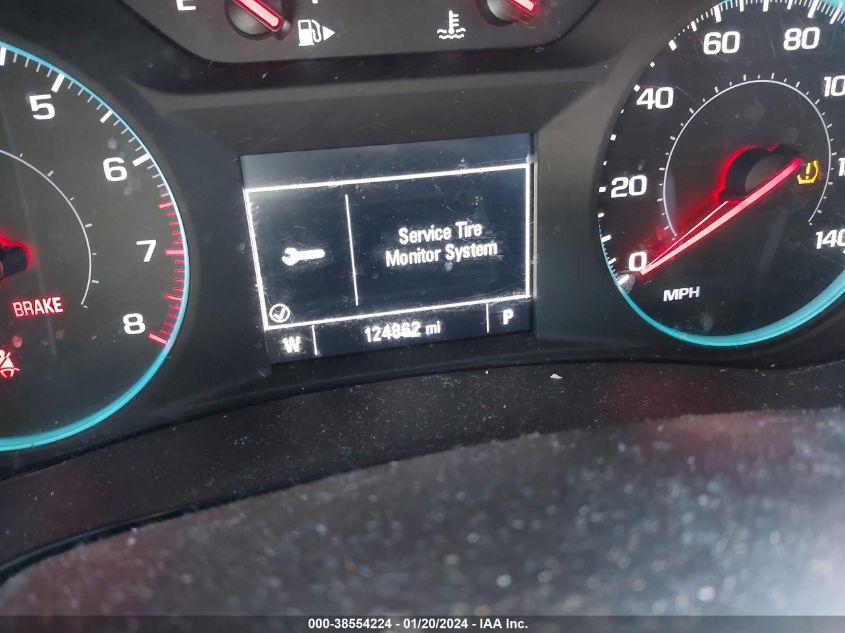 E
5
6
7
8
BRAKE
Service Tire
Monitor System
W
124862 mi
P
0
20
40
60
80
140
MPH
000-38554224 - 01/20/2024 - IAA Inc.